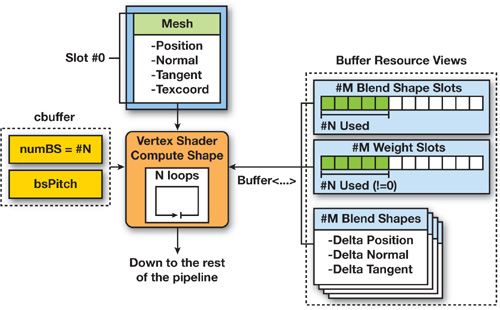 Mesh
Slot #0
-Position
-Normal
-Tangent
-Texcoord
Buffer Resource Views
#M Blend Shape Slots
#N Used
cbuffer
numBS = #N
bsPitch
Vertex Shader
Compute Shape
N loops
Buffer<...>
#M Weight Slots
#N Used (!=0)
#M Blend Shapes
-Delta Position
-Delta Normal
-Delta Tangent
Down to the rest
of the pipeline